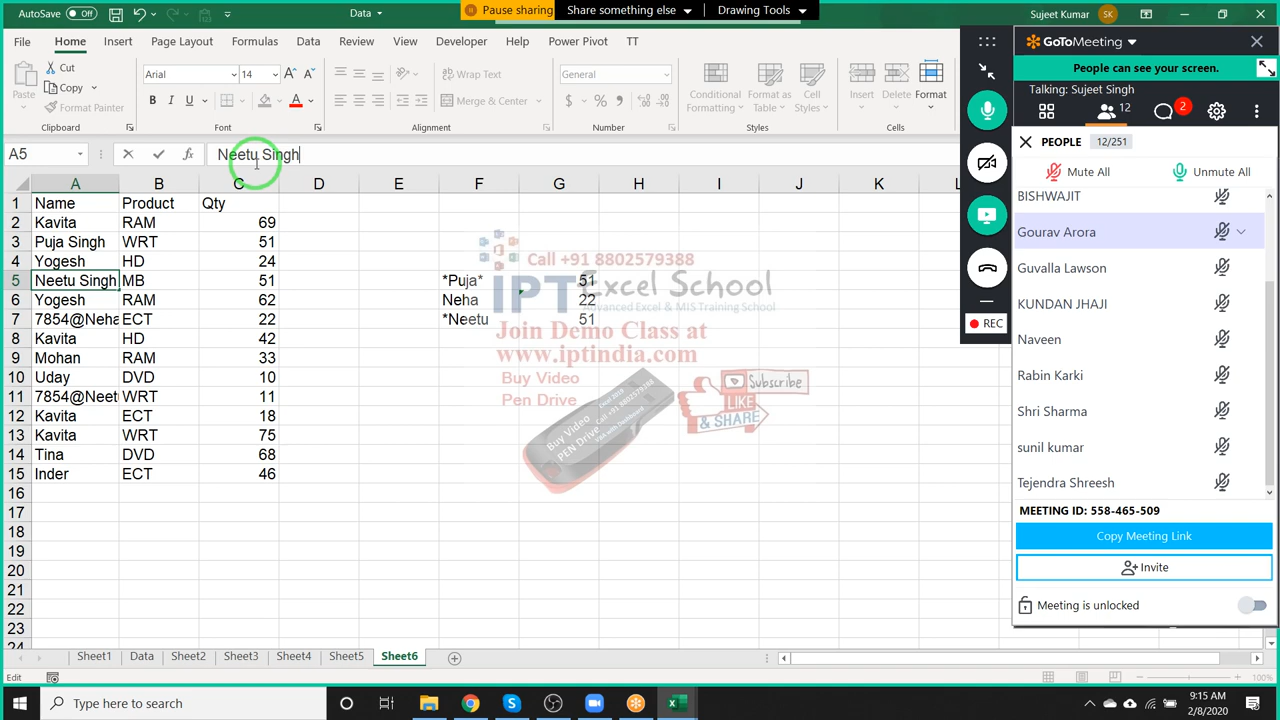 AutoSave Off
Data
Pause sharing
Share something else
Drawing Tools
Sujeet Kumar SK
File Home Insert Page Layout Formulas Data Review View Developer Help Power Pivot TT
Cut
Copy
Format Painter
Paste
Clipboard
Arial 14
B I U
Font
Wrap Text
Merge & Center
Alignment
General
Number
Conditional Formatting
Format as Table
Cell Styles
Styles
Insert Delete Format
Cells
A5 fx Neetu Singh
A B C D E F G H I J K L
1 Name Product Qty
2 Kavita RAM 69
3 Puja Singh WRT 51
4 Yogesh HD 24
5 Neetu Singh MB 51 *Puja* 51
6 Yogesh RAM 62 Neha 22
7 7854@Neha ECT 22 *Neetu 51
8 Kavita HD 42
9 Mohan RAM 33
10 Uday DVD 10
11 7854@Neetu WRT 11
12 Kavita ECT 18
13 Kavita WRT 75
14 Tina DVD 68
15 Inder ECT 46
16
17
18
19
20
21
22
23
24
Call +91 8802579388
IPT Excel School
Advanced Excel & MIS Training School
Join Demo Class at
www.iptindia.com
Buy Video
Pen Drive
Subscribe
LIKE
& SHARE
Buy Video
PEN Drive
Call +91 8802579388
Sheet1 Data Sheet2 Sheet3 Sheet4 Sheet5 Sheet6
Edit
100%
GoToMeeting
People can see your screen.
Talking: Sujeet Singh
12
2
PEOPLE 12/251
Mute All
Unmute All
BISHWAJIT
Gourav Arora
Guvalla Lawson
KUNDAN JHAJI
Naveen
Rabin Karki
Shri Sharma
sunil kumar
Tejendra Shreesh
REC
MEETING ID: 558-465-509
Copy Meeting Link
Invite
Meeting is unlocked
Type here to search
9:15 AM
2/8/2020